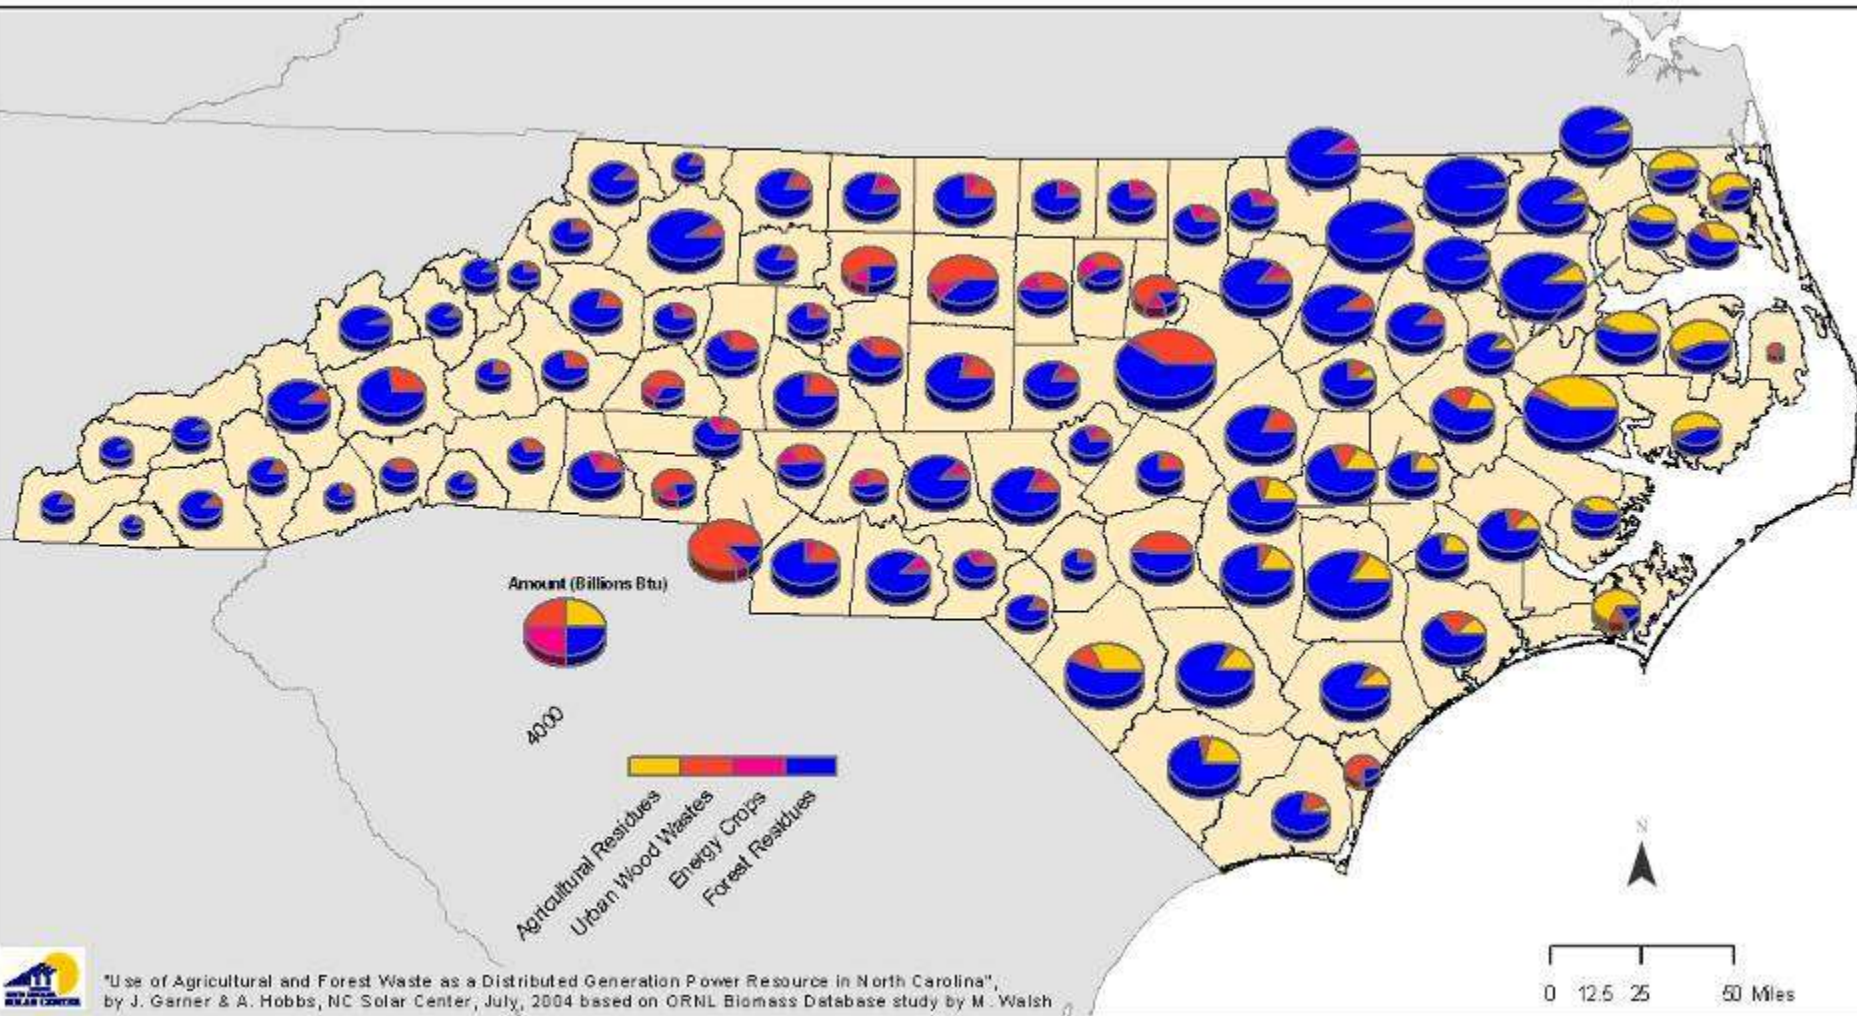 Amount (Billions Btu)
4000
Agricultural Residues
Urban Wood Wastes
Energy Crops
Forest Residues
N
0 12.5 25 50 Miles
"Use of Agricultural and Forest Waste as a Distributed Generation Power Resource in North Carolina",
by J. Garner & A. Hobbs, NC Solar Center, July, 2004 based on ORNL Biomass Database study by M. Walsh
SOLAR CENTER